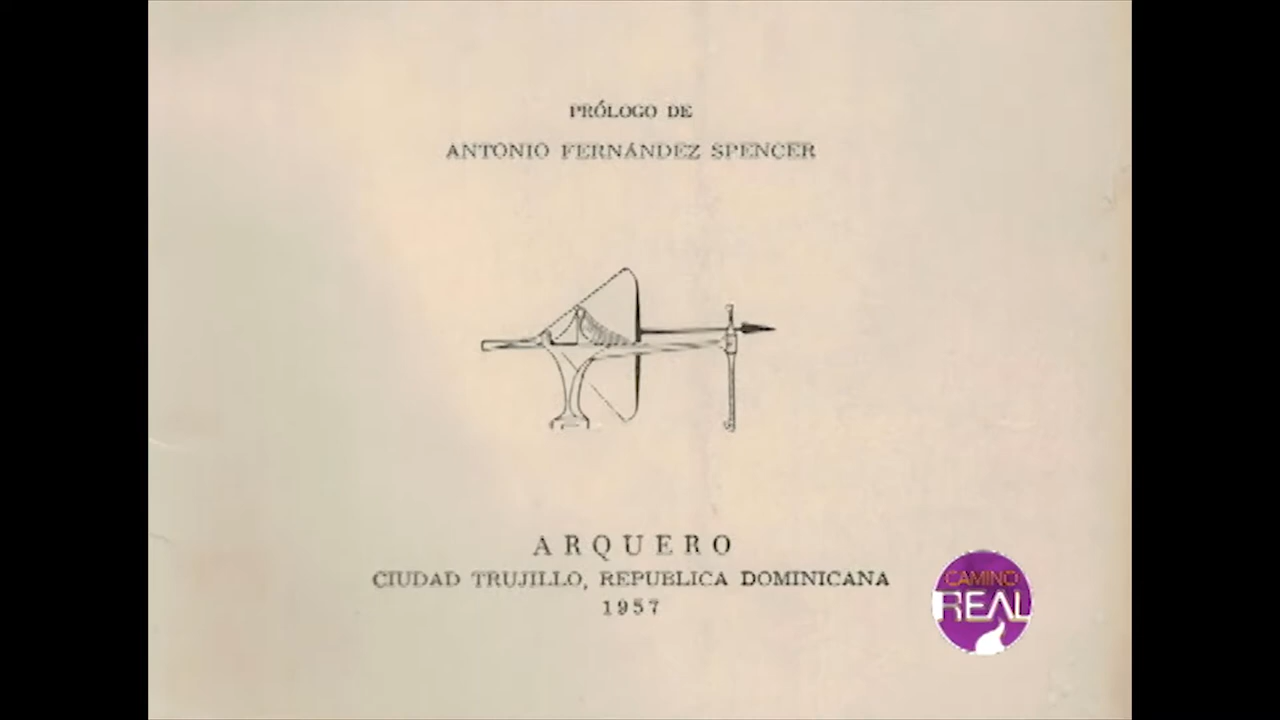 PRÓLOGO DE
ANTONIO FERNÁNDEZ SPENCER
ARQUERO
CIUDAD TRUJILLO, REPUBLICA DOMINICANA
1957
CAMINO
REAL